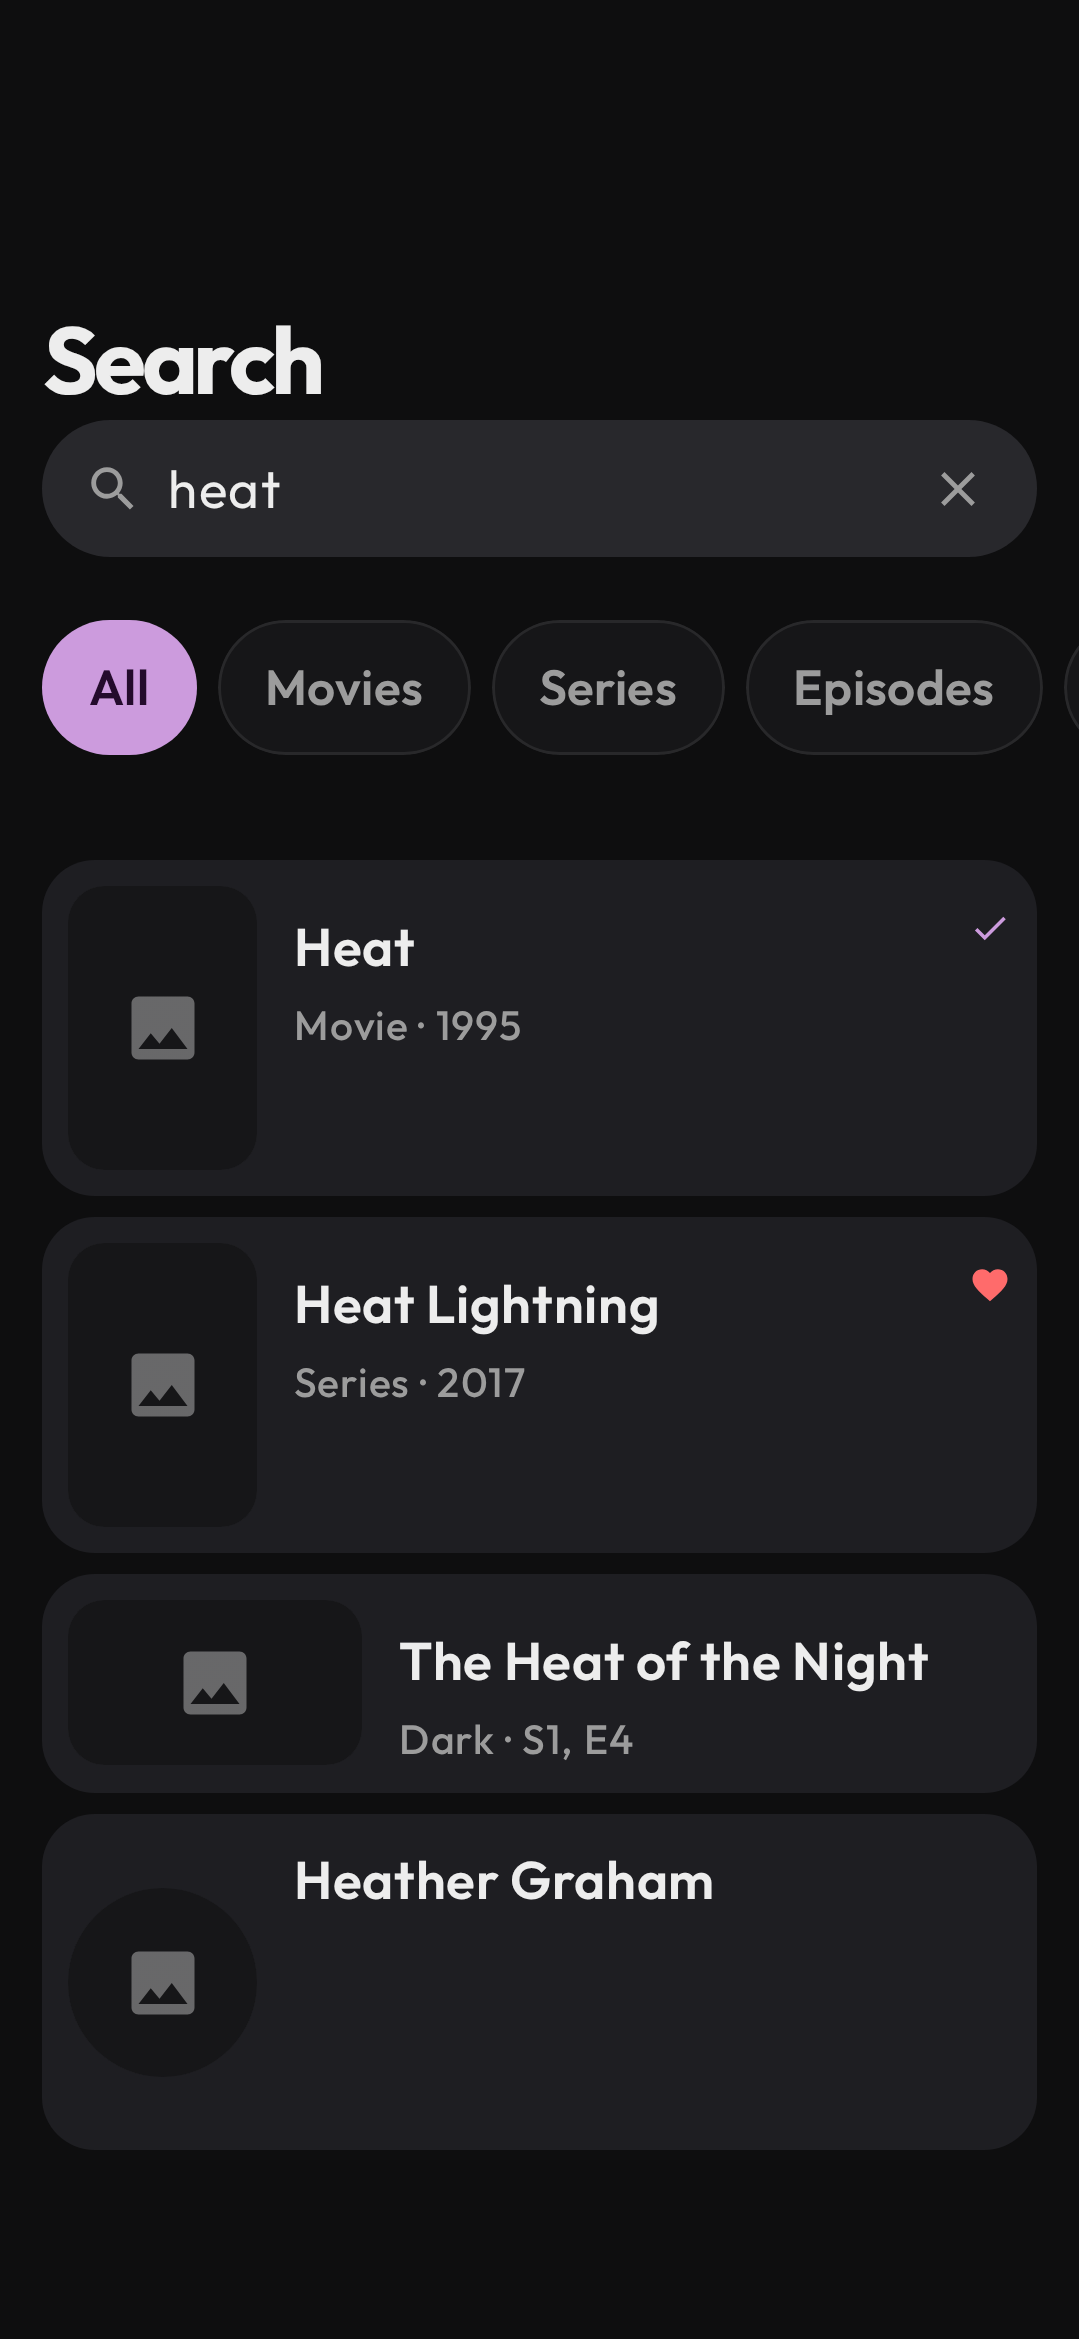 Search
heat
All
Movies
Series
Episodes
Heat
Movie · 1995
Heat Lightning
Series · 2017
The Heat of the Night
Dark · S1, E4
Heather Graham